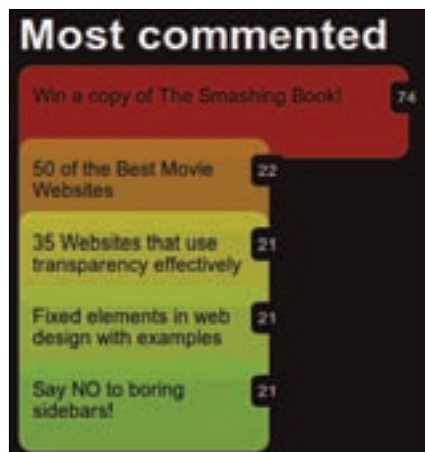 Most commented
Win a copy of The Smashing Book!
74
50 of the Best Movie
Websites
22
35 Websites that use
transparency effectively
21
Fixed elements in web
design with examples
21
Say NO to boring
sidebars!
21